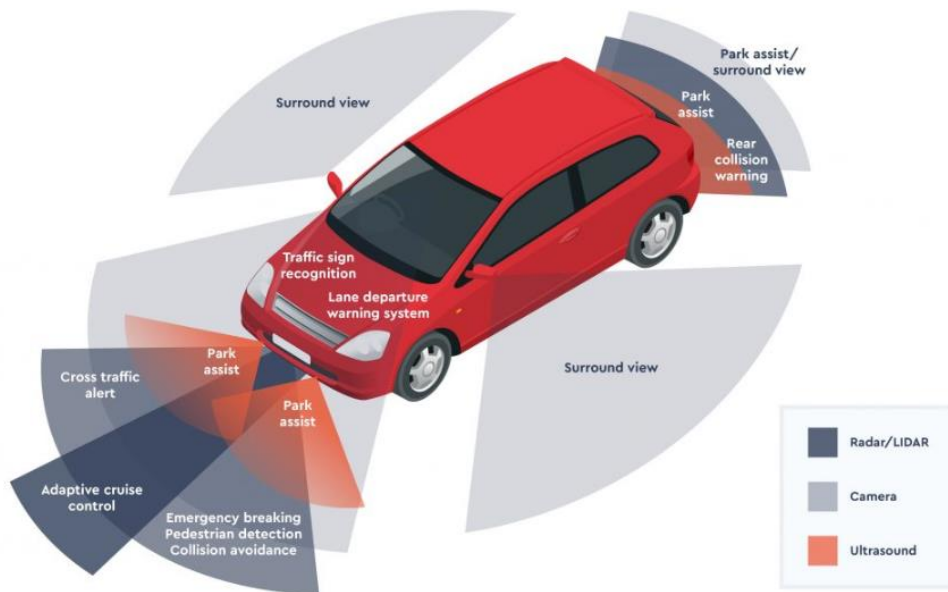 Park assist/
surround view
Surround view
Park
assist
Rear
collision
warning
Traffic sign
recognition
Lane departure
warning system
Park
assist
Cross traffic
alert
Surround view
Park
assist
Adaptive cruise
control
Emergency breaking
Pedestrian detection
Collision avoidance
Radar/LIDAR
Camera
Ultrasound